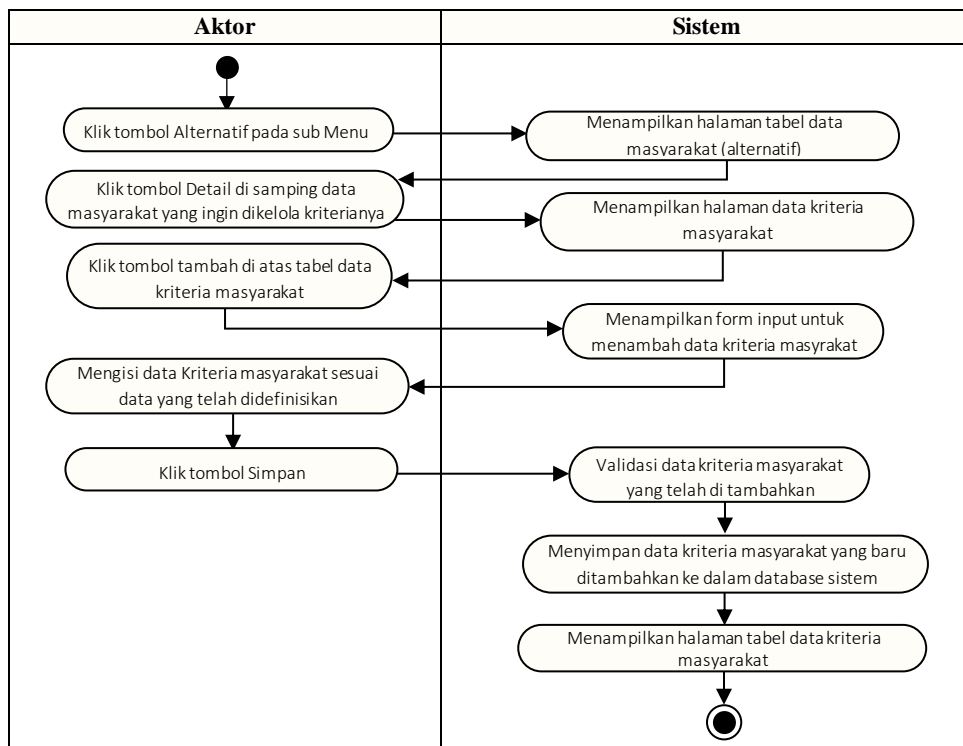 Aktor
Sistem
Klik tombol Alternatif pada sub Menu
Menampilkan halaman tabel data
masyarakat (alternatif)
Klik tombol Detail di samping data
masyarakat yang ingin dikelola kriterianya
Menampilkan halaman data kriteria
masyarakat
Klik tombol tambah di atas tabel data
kriteria masyarakat
Menampilkan form input untuk
menambah data kriteria masyrakat
Mengisi data Kriteria masyarakat sesuai
data yang telah didefinisikan
Klik tombol Simpan
Validasi data kriteria masyarakat
yang telah di tambahkan
Menyimpan data kriteria masyarakat yang baru
ditambahkan ke dalam database sistem
Menampilkan halaman tabel data kriteria
masyarakat